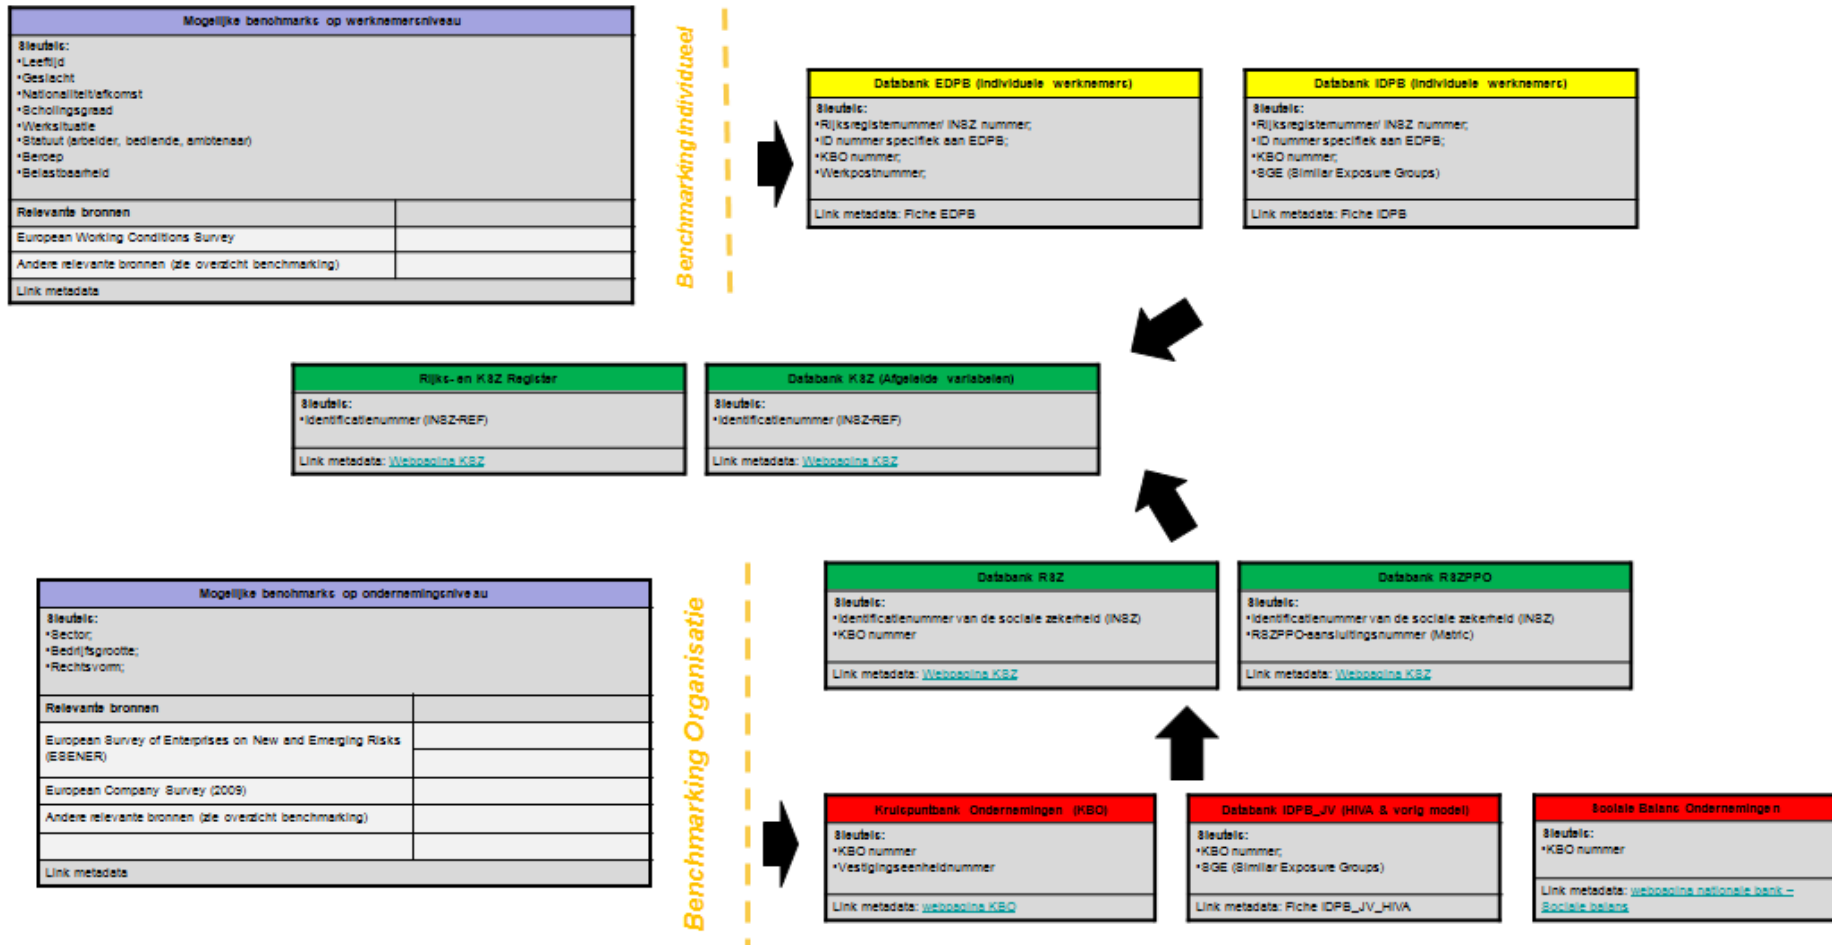 Mogelijke benchmarks op werknemersniveau
Sleutels:
•Leeftijd
•Geslacht
•Nationaliteit/afkomst
•Scholingsgraad
•Werksituatie
•Statuut (arbeider, bediende, ambtenaar)
•Beroep
•Belastbaarheid
Relevante bronnen
European Working Conditions Survey
Andere relevante bronnen (zie overzicht benchmarking)
Link metadata
Benchmarking Individueel
Databank EDPB (individuele werknemers)
Sleutels:
•Rijksregisternummer/ INSZ nummer;
•ID nummer specifiek aan EDPB;
•KBO nummer;
•Werkpostnummer;
Link metadata: Fiche EDPB
Databank IDPB (individuele werknemers)
Sleutels:
•Rijksregisternummer/ INSZ nummer;
•ID nummer specifiek aan EDPB;
•KBO nummer;
•SGE (Similar Exposure Groups)
Link metadata: Fiche IDPB
Rijks- en KSZ Register
Sleutels:
•Identificatienummer (INSZ-REF)
Link metadata: Webpagina KSZ
Databank KSZ (Afgeleide variabelen)
Sleutels:
•Identificatienummer (INSZ-REF)
Link metadata: Webpagina KSZ
Mogelijke benchmarks op ondernemingsniveau
Sleutels:
•Sector;
•Bedrijfsgrootte;
•Rechtsvorm;
Relevante bronnen
European Survey of Enterprises on New and Emerging Risks
(ESENER)
European Company Survey (2009)
Andere relevante bronnen (zie overzicht benchmarking)
Link metadata
Benchmarking Organisatie
Databank RSZ
Sleutels:
•Identificatienummer van de sociale zekerheid (INSZ)
•KBO nummer
Link metadata: Webpagina KSZ
Databank RSZPPO
Sleutels:
•Identificatienummer van de sociale zekerheid (INSZ)
•RSZPPO-aansluitingsnummer (Matric)
Link metadata: Webpagina KSZ
Kruispuntbank Ondernemingen (KBO)
Sleutels:
•KBO nummer
•Vestigingseenheidnummer
Link metadata: webpagina KBO
Databank IDPB_JV (HIVA & vorig model)
Sleutels:
•KBO nummer;
•SGE (Similar Exposure Groups)
Link metadata: Fiche IDPB_JV_HIVA
Sociale Balans Ondernemingen
Sleutels:
•KBO nummer
Link metadata: webpagina nationale bank –
Sociale balans